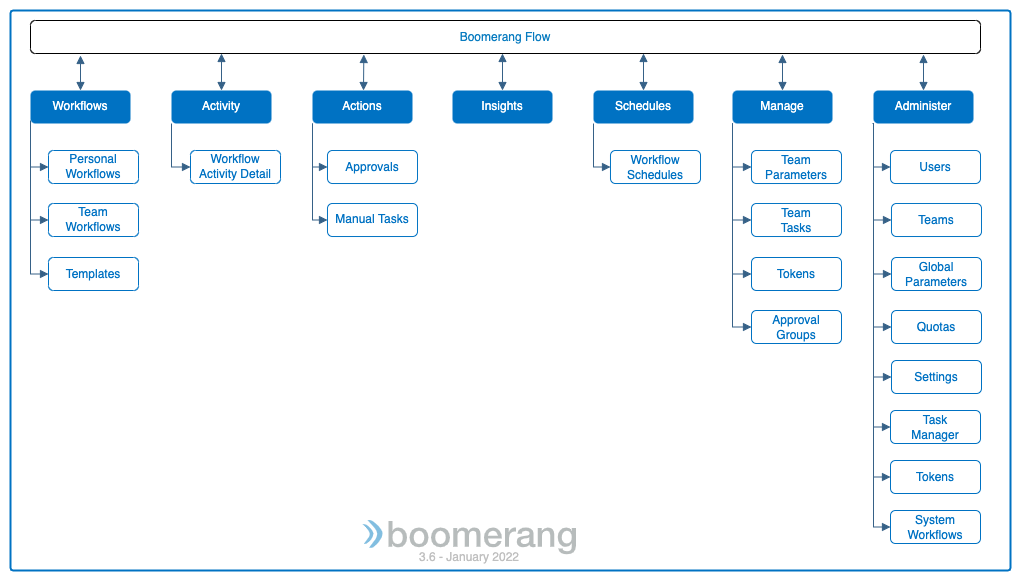 Boomerang Flow
Workflows
Activity
Actions
Insights
Schedules
Manage
Administer
Personal
Workflows
Team
Workflows
Templates
Workflow
Activity Detail
Approvals
Manual Tasks
Workflow
Schedules
Team
Parameters
Team
Tasks
Tokens
Approval
Groups
Users
Teams
Global
Parameters
Quotas
Settings
Task
Manager
Tokens
System
Workflows
boomerang
3.6 - January 2022